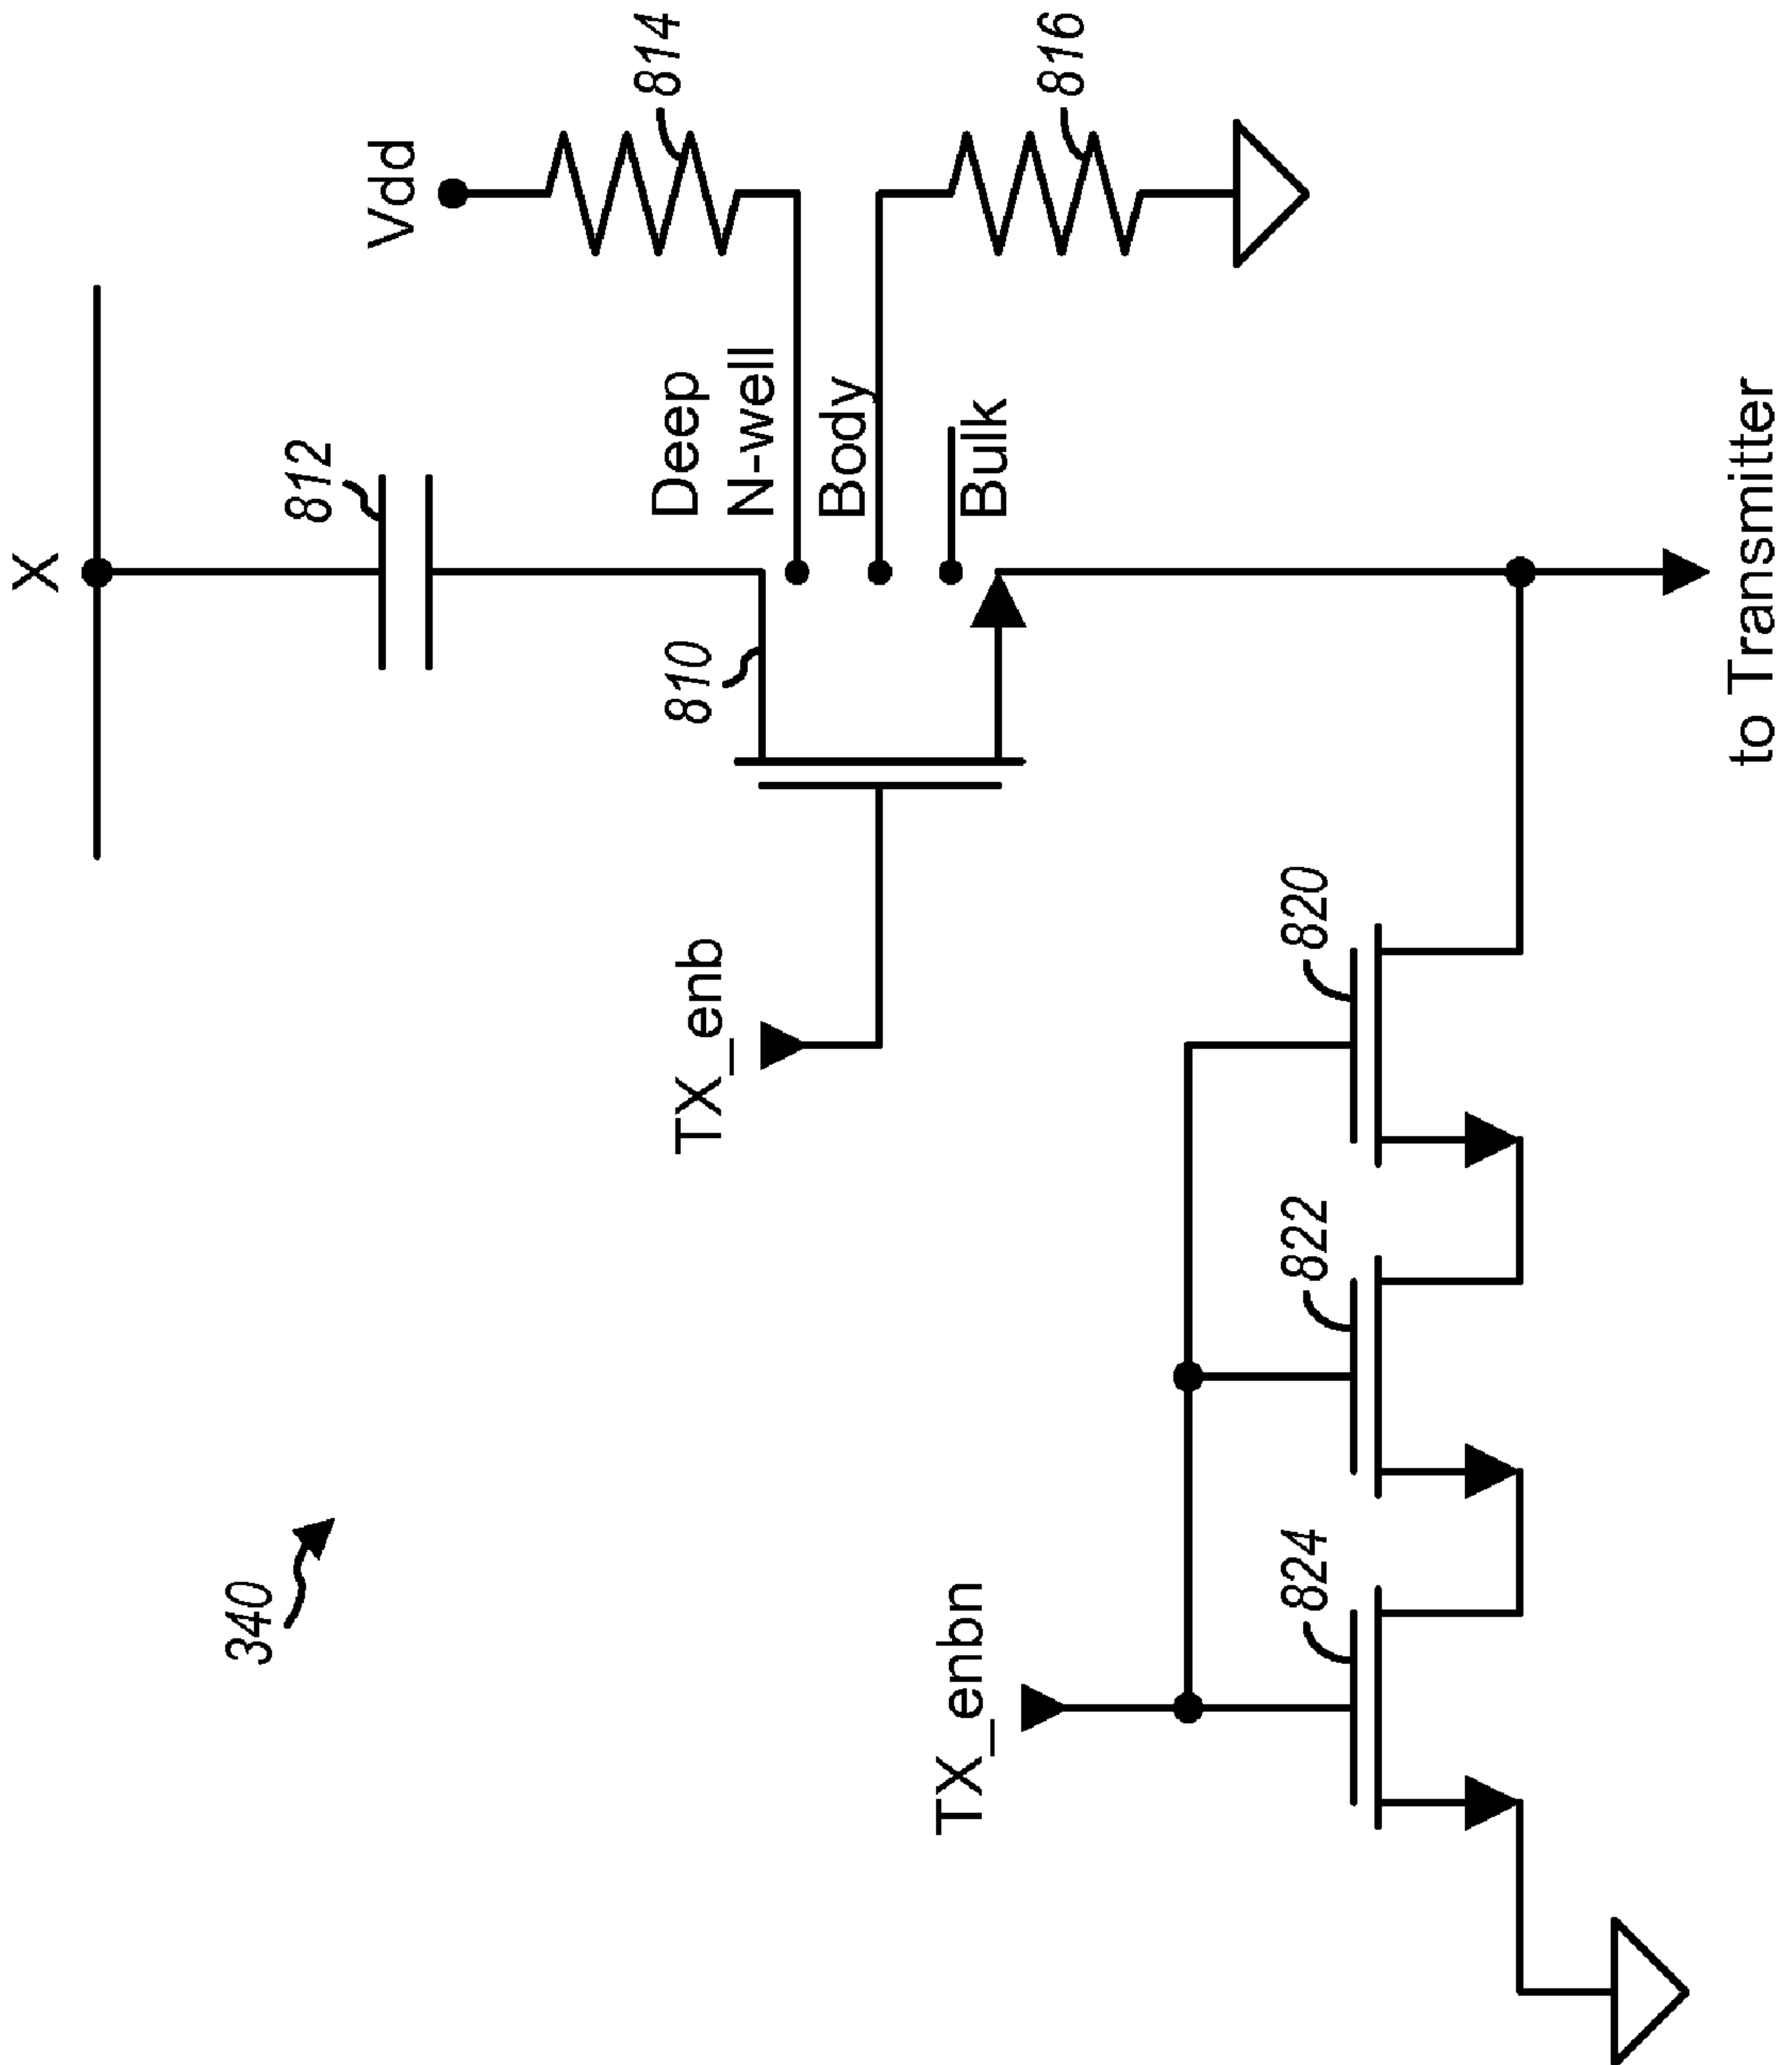 X
812
Vdd
814
Deep
N-well
Body
Bulk
816
810
TX_enb
340
TX_enbn
824
822
820
to Transmitter